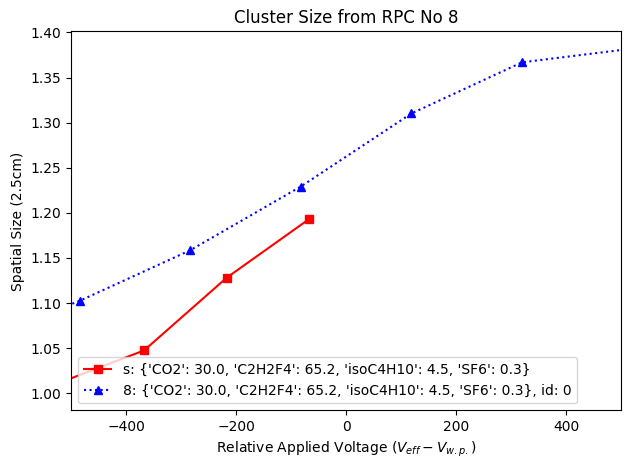 Cluster Size from RPC No 8
Spatial Size (2.5cm)
1.40
1.35
1.30
1.25
1.20
1.15
1.10
1.05
1.00
s: {'CO2': 30.0, 'C2H2F4': 65.2, 'isoC4H10': 4.5, 'SF6': 0.3}
8: {'CO2': 30.0, 'C2H2F4': 65.2, 'isoC4H10': 4.5, 'SF6': 0.3}, id: 0
−400 −200 0 200 400
Relative Applied Voltage (V_eff − V_w.p.)